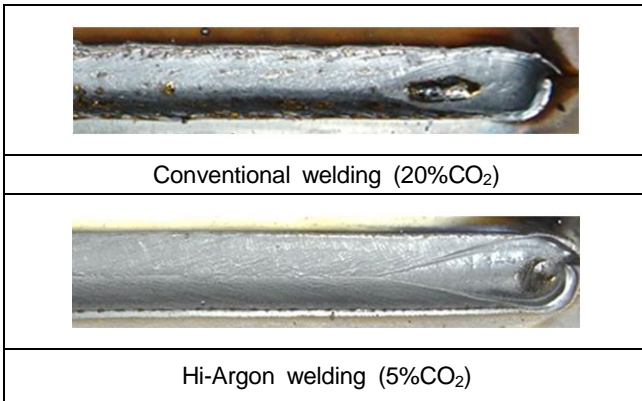 Conventional welding (20%CO₂)
Hi-Argon welding (5%CO₂)